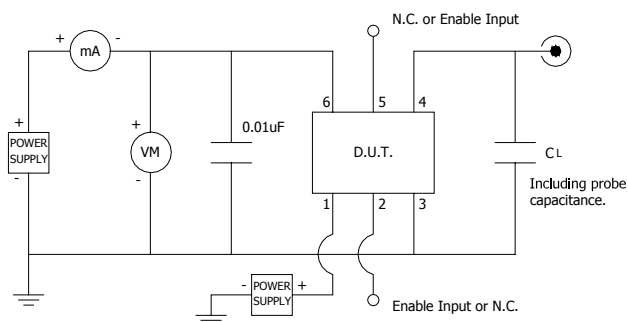 N.C. or Enable Input
+ mA -
6 5 4
+
POWER
SUPPLY
-
+
VM
-
0.01uF
D.U.T.
CL
Including probe
capacitance.
1 2 3
- POWER
SUPPLY +
Enable Input or N.C.